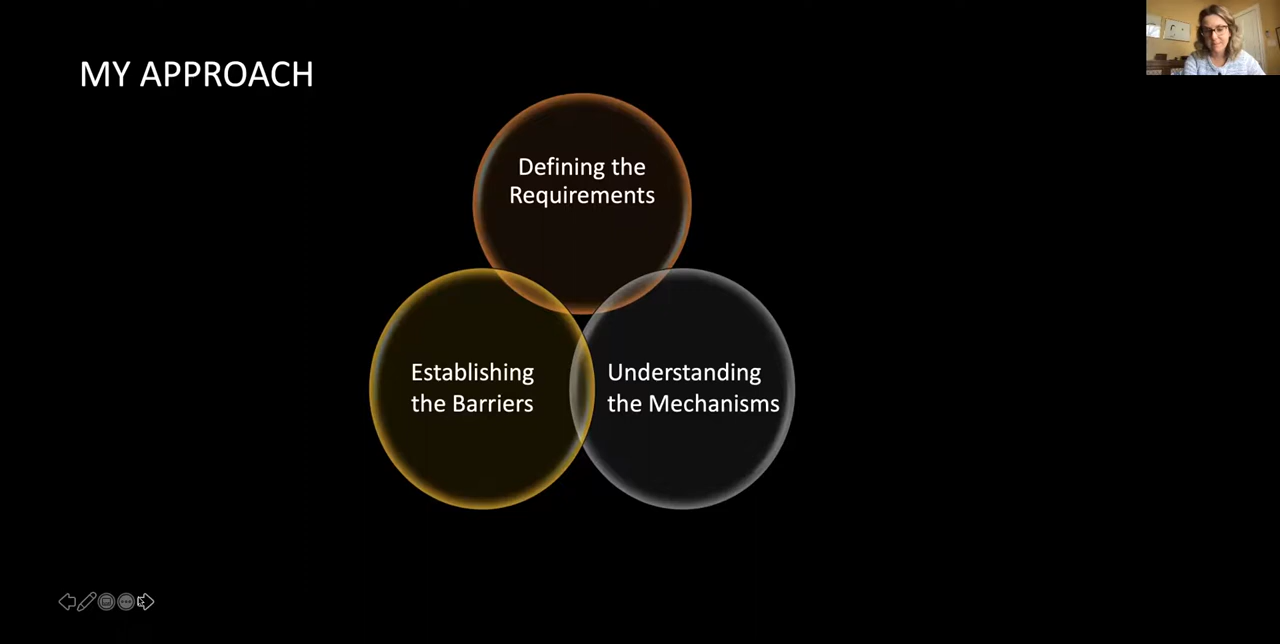 MY APPROACH
Defining the
Requirements
Establishing
the Barriers
Understanding
the Mechanisms